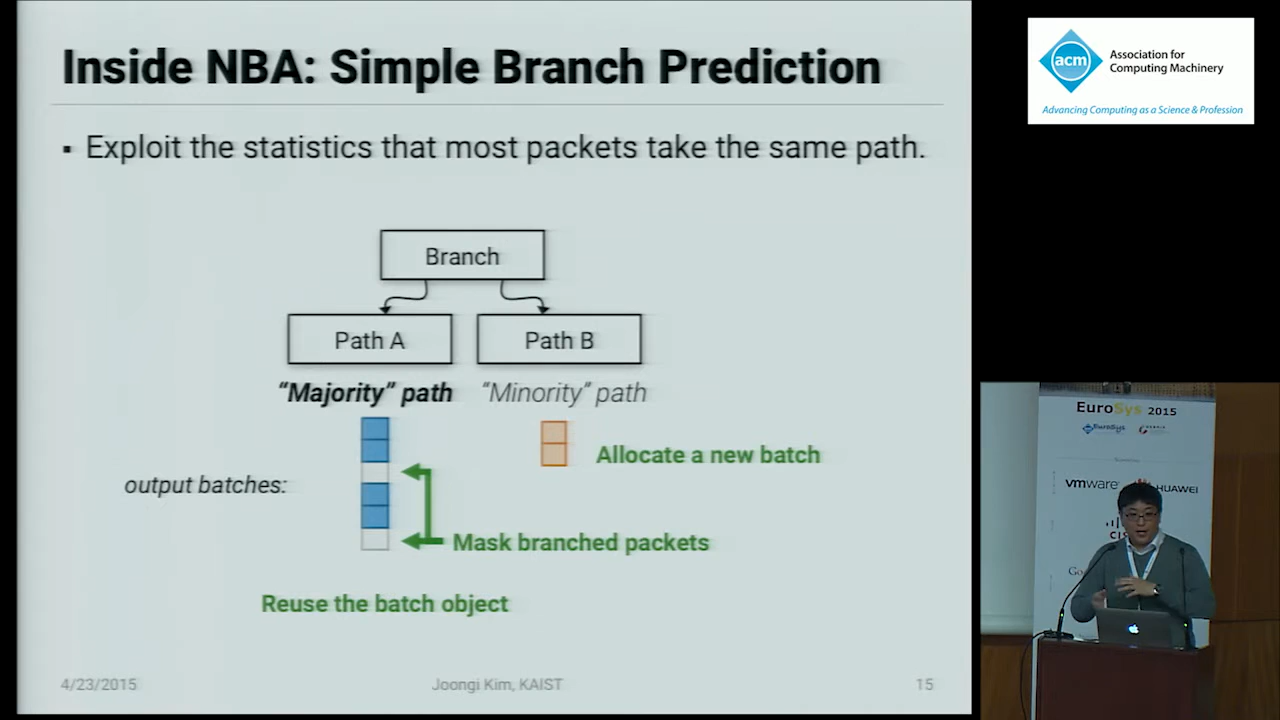 Inside NBA: Simple Branch Prediction
▪ Exploit the statistics that most packets take the same path.
Branch
Path A
Path B
“Majority” path
“Minority” path
Allocate a new batch
output batches:
Mask branched packets
Reuse the batch object
4/23/2015
Joongi Kim, KAIST
15
acm
Association for
Computing Machinery
Advancing Computing as a Science & Profession
EuroSys 2015
EuroSys
vmware
HUAWEI